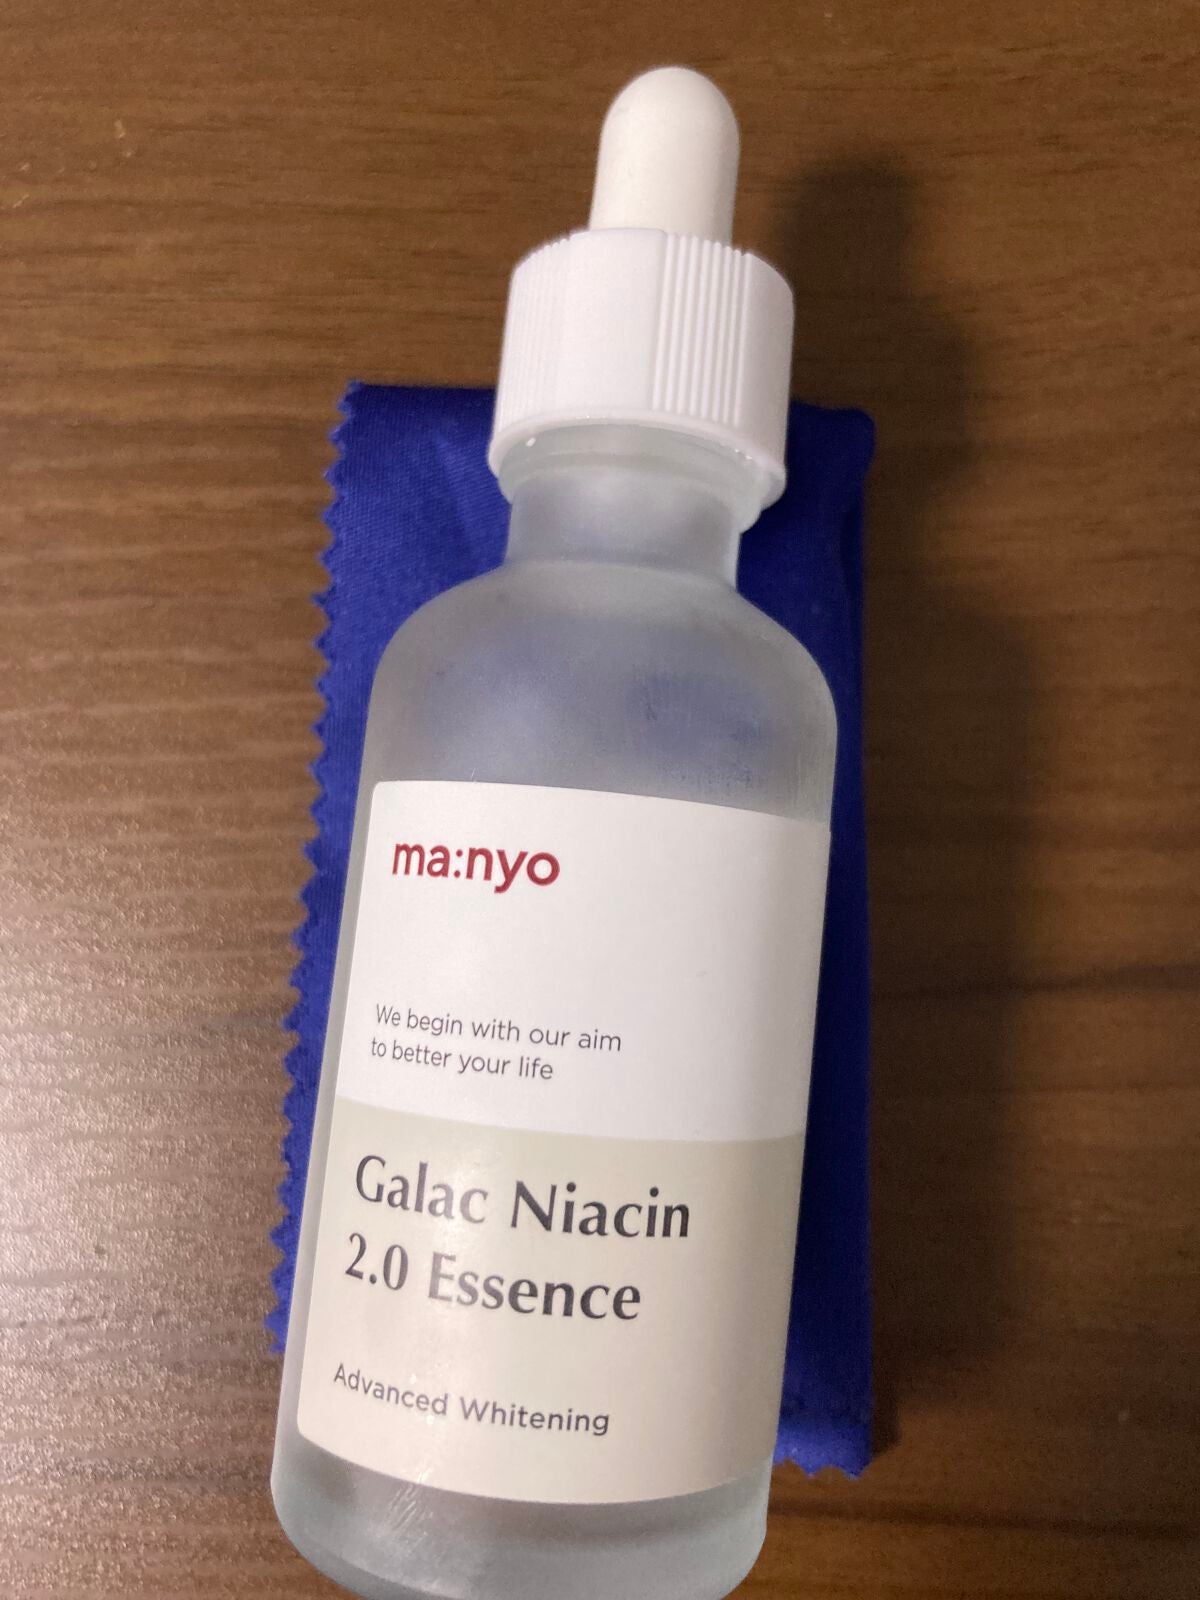 ma:nyo
We begin with our aim
to better your life
Galac Niacin
2.0 Essence
Advanced Whitening